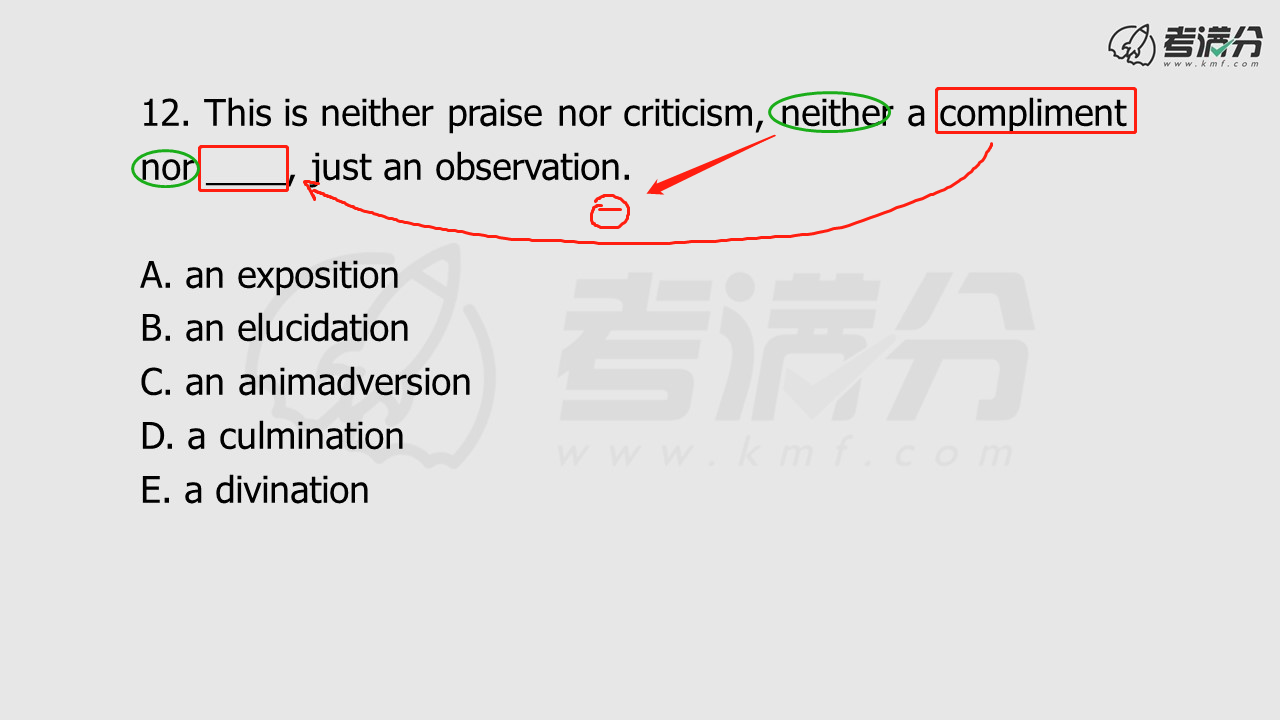 考满分
www.kmf.com
12. This is neither praise nor criticism, neither a compliment
nor ____, just an observation.
A. an exposition
B. an elucidation
C. an animadversion
D. a culmination
E. a divination
考满分
www.kmf.com